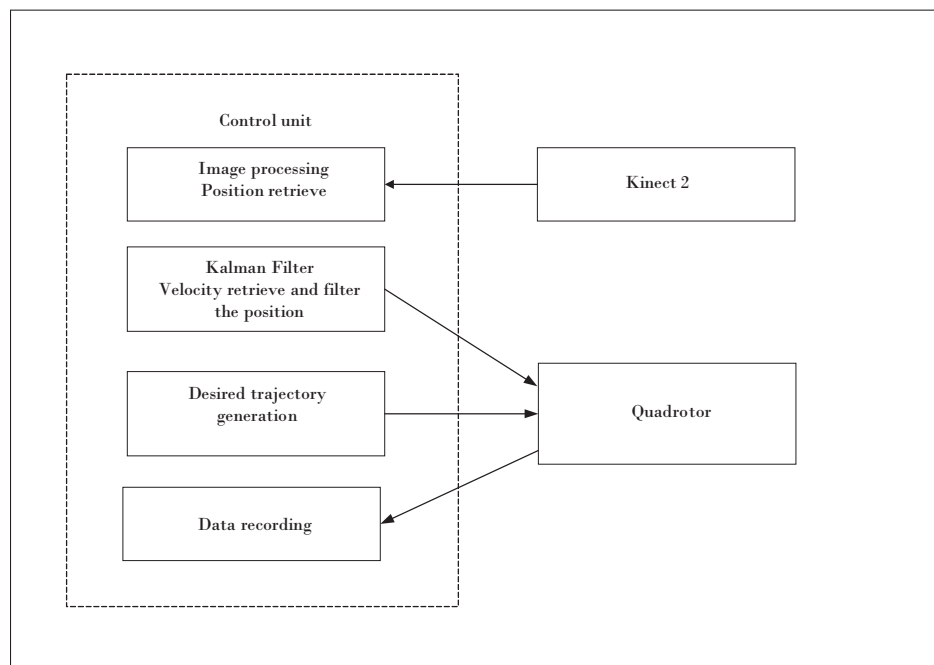 Control unit
Image processing
Position retrieve
Kinect 2
Kalman Filter
Velocity retrieve and filter
the position
Desired trajectory
generation
Quadrotor
Data recording